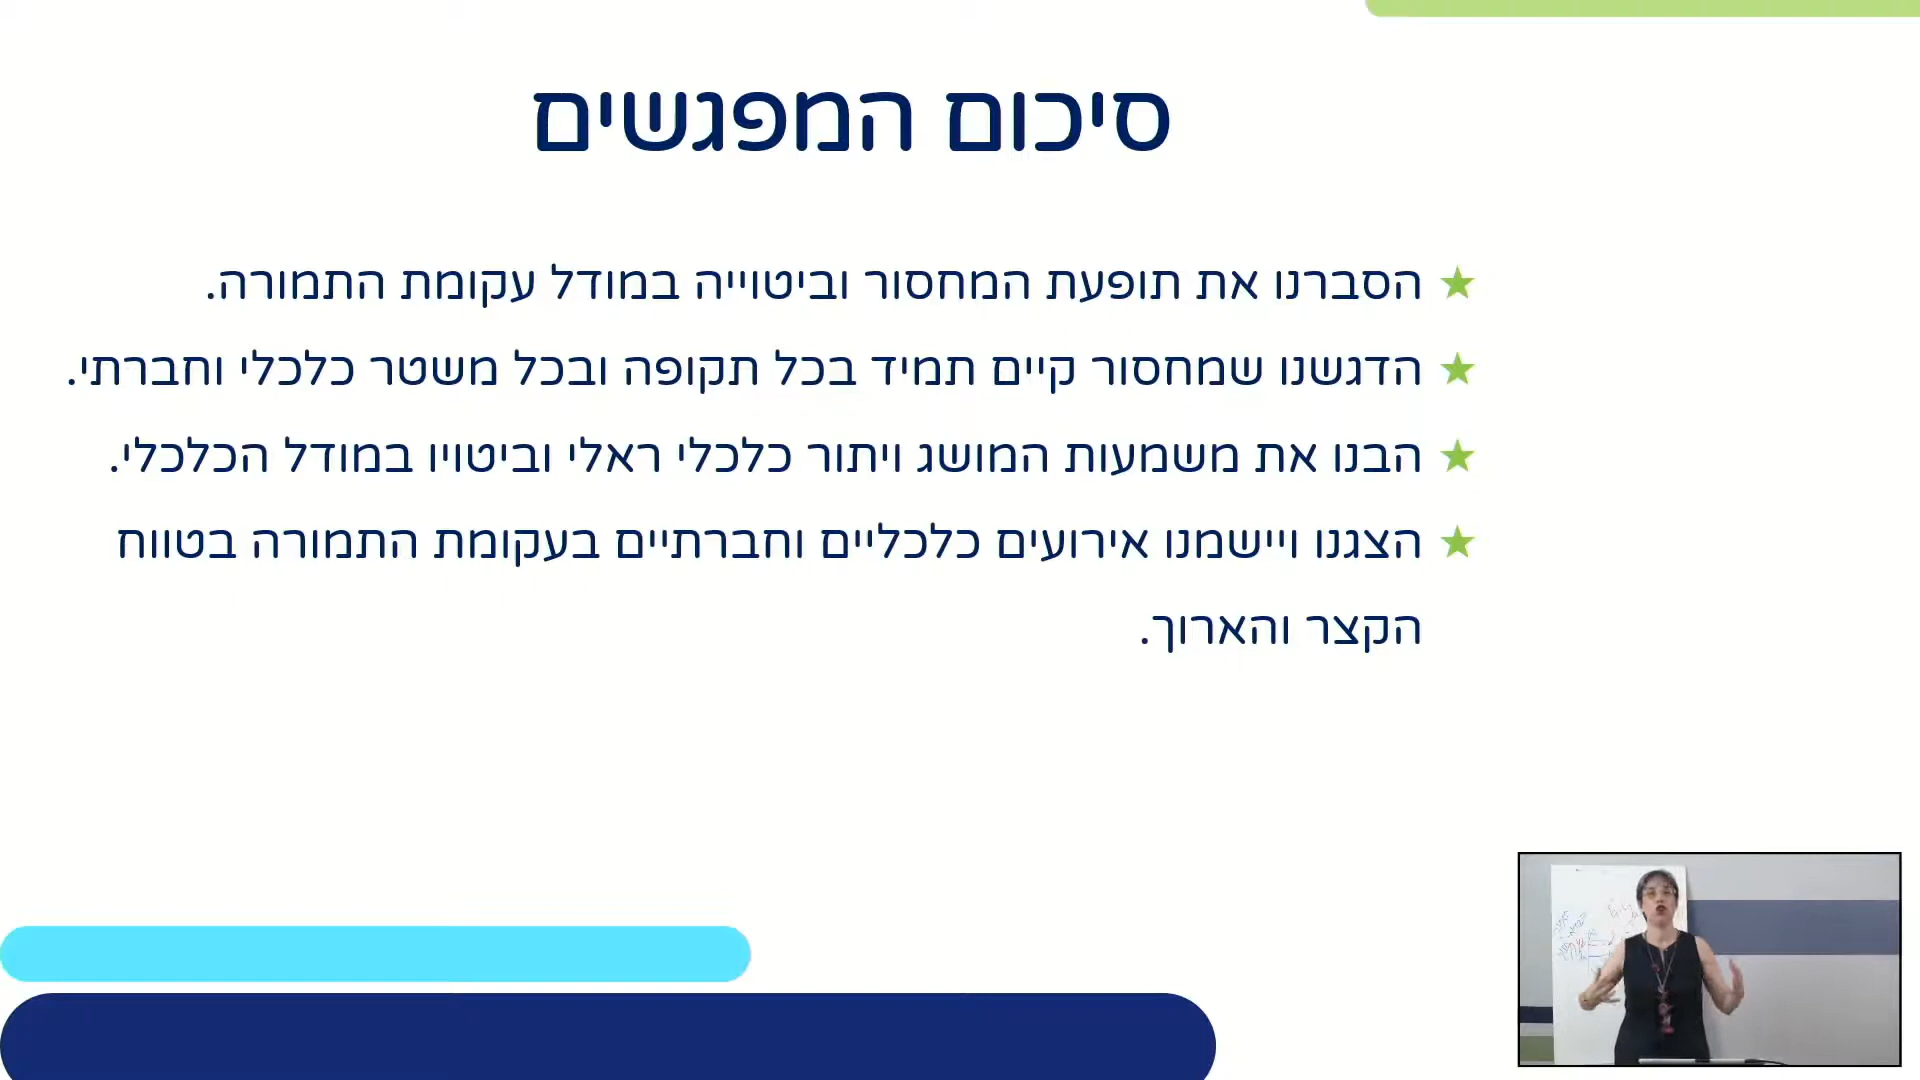 סיכום המפגשים
הסברנו את תופעת המחסור וביטוייה במודל עקומת התמורה.
הדגשנו שמחסור קיים תמיד בכל תקופה ובכל משטר כלכלי וחברתי.
הבנו את משמעות המושג ויתור כלכלי ראלי וביטויו במודל הכלכלי.
הצגנו ויישמנו אירועים כלכליים וחברתיים בעקומת התמורה בטווח
הקצר והארוך.